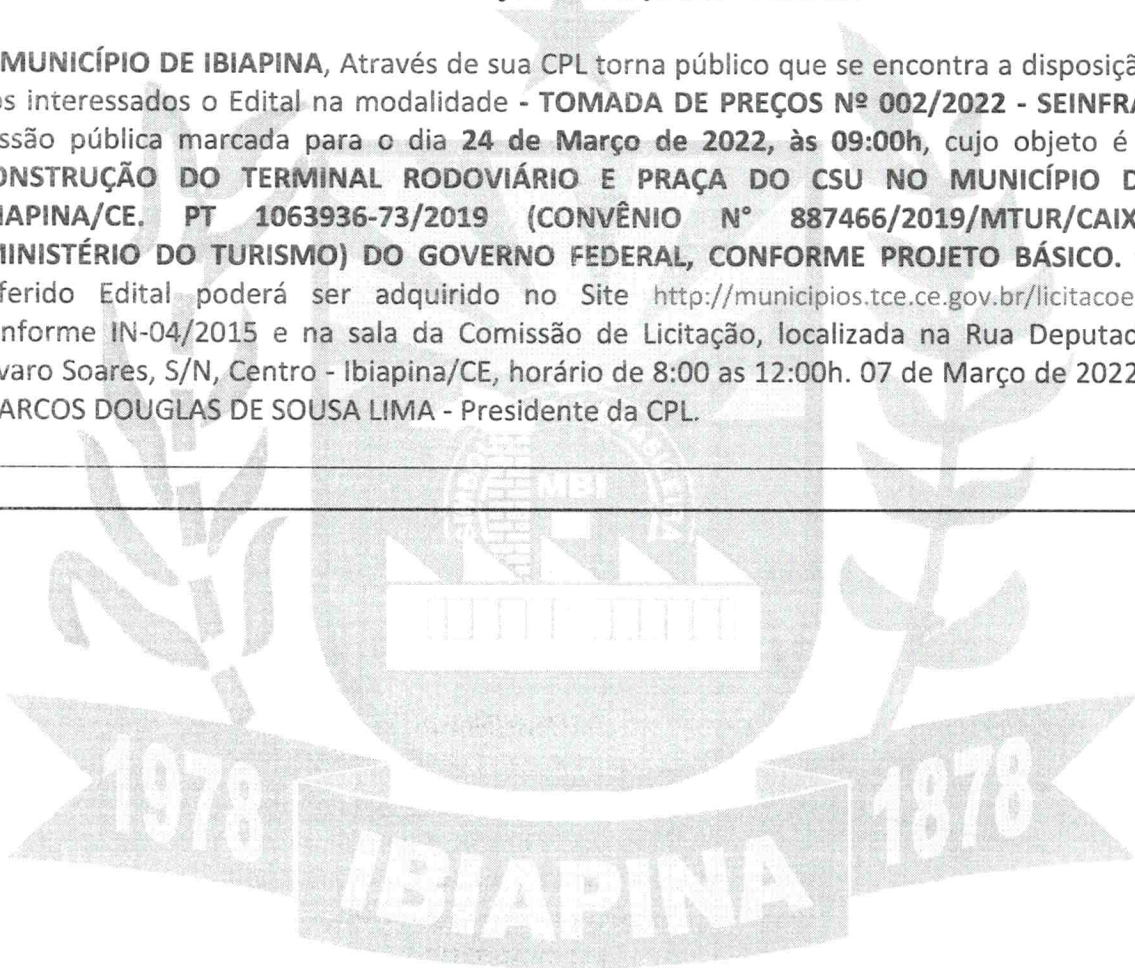 MUNICÍPIO DE IBIAPINA, Através de sua CPL torna público que se encontra a disposiçã
os interessados o Edital na modalidade - TOMADA DE PREÇOS Nº 002/2022 - SEINFRA
ssão pública marcada para o dia 24 de Março de 2022, às 09:00h, cujo objeto é
ONSTRUÇÃO DO TERMINAL RODOVIÁRIO E PRAÇA DO CSU NO MUNICÍPIO D
IAPINA/CE. PT 1063936-73/2019 (CONVÊNIO N° 887466/2019/MTUR/CAIX
MINISTÉRIO DO TURISMO) DO GOVERNO FEDERAL, CONFORME PROJETO BÁSICO.
ferido Edital poderá ser adquirido no Site http://municipios.tce.ce.gov.br/licitacoe
nforme IN-04/2015 e na sala da Comissão de Licitação, localizada na Rua Deputad
varo Soares, S/N, Centro - Ibiapina/CE, horário de 8:00 as 12:00h. 07 de Março de 2022
ARCOS DOUGLAS DE SOUSA LIMA - Presidente da CPL.
MBI
1978 1878
IBIAPINA